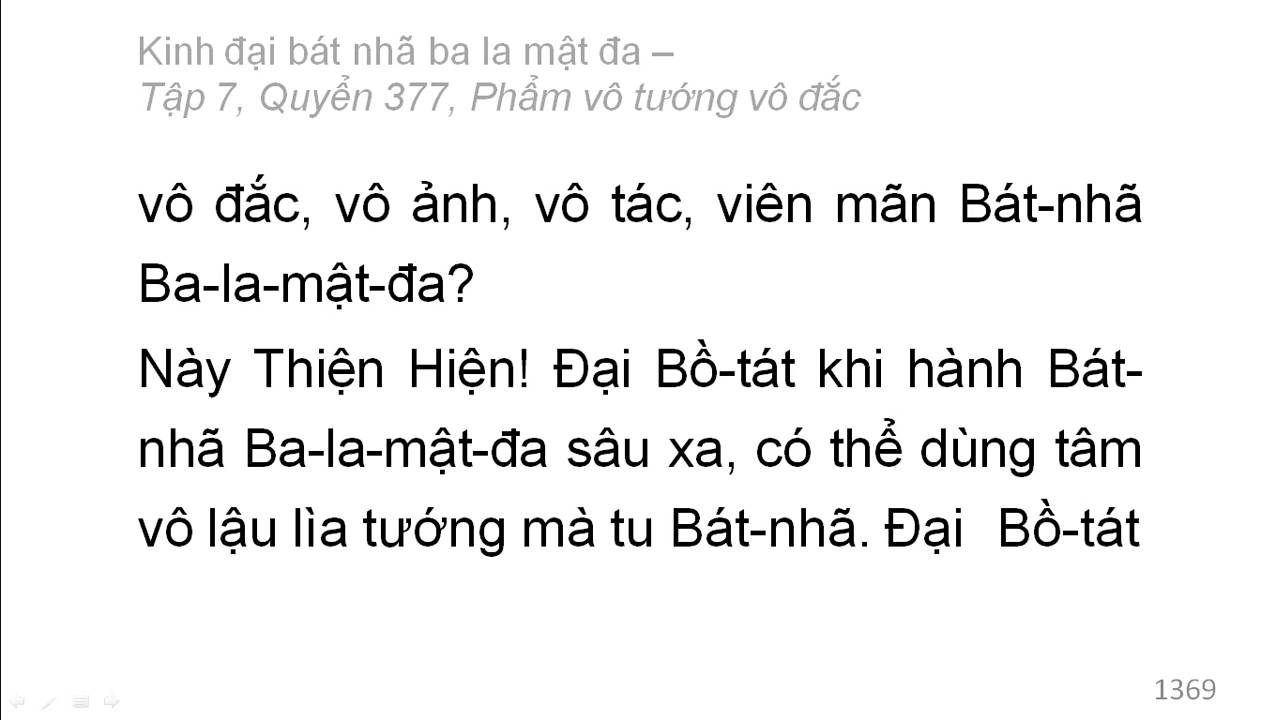 Kinh đại bát nhã ba la mật đa –
Tập 7, Quyển 377, Phẩm vô tướng vô đắc
vô đắc, vô ảnh, vô tác, viên mãn Bát-nhã
Ba-la-mật-đa?
Này Thiện Hiện! Đại Bồ-tát khi hành Bát-
nhã Ba-la-mật-đa sâu xa, có thể dùng tâm
vô lậu lìa tướng mà tu Bát-nhã. Đại Bồ-tát
1369